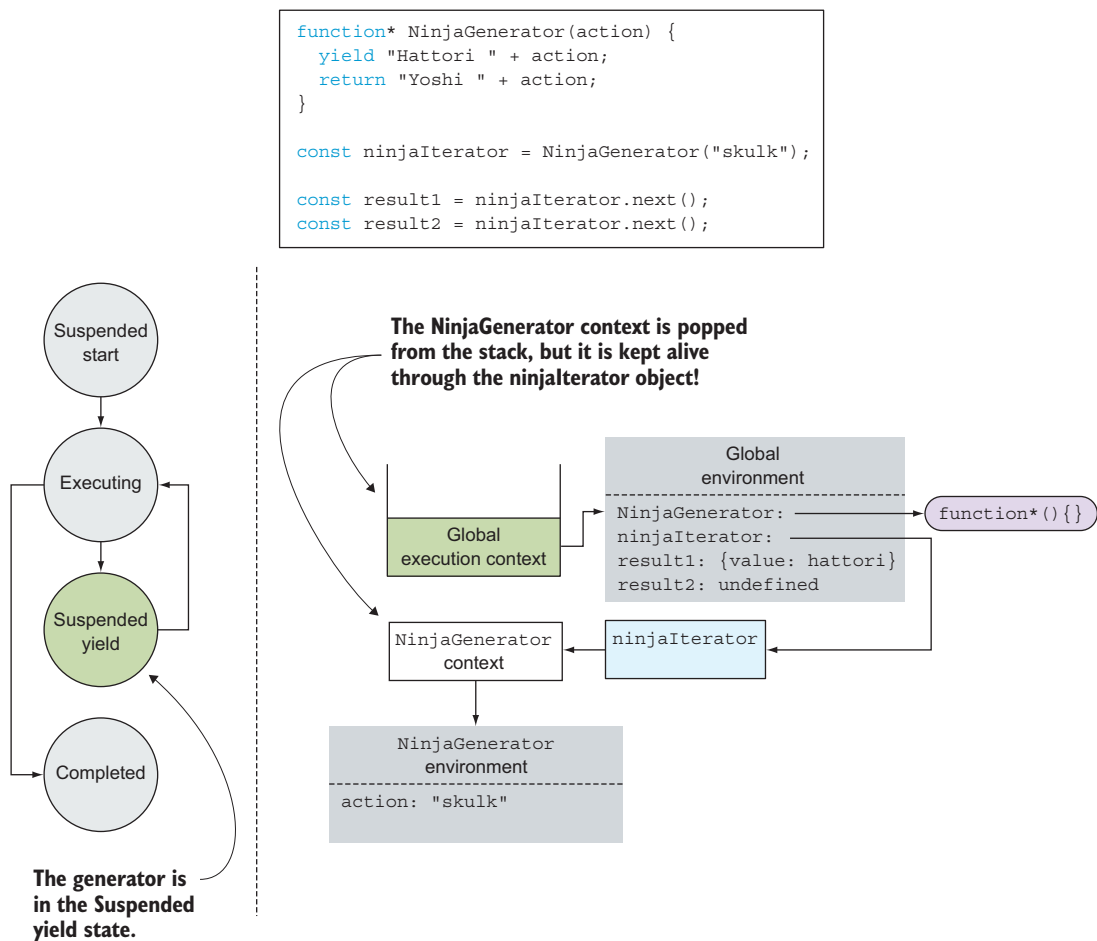 function* NinjaGenerator(action) {
  yield "Hattori " + action;
  return "Yoshi " + action;
}
const ninjaIterator = NinjaGenerator("skulk");
const result1 = ninjaIterator.next();
const result2 = ninjaIterator.next();
Suspended
start
Executing
Suspended
yield
Completed
The generator is
in the Suspended
yield state.
The NinjaGenerator context is popped
from the stack, but it is kept alive
through the ninjaIterator object!
Global
execution context
Global
environment
NinjaGenerator:
ninjaIterator:
result1: {value: hattori}
result2: undefined
function*(){}
NinjaGenerator
context
ninjaIterator
NinjaGenerator
environment
action: "skulk"